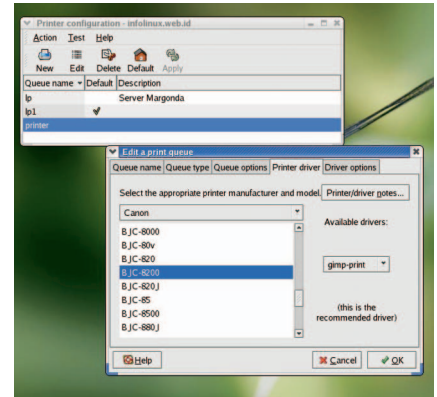 Printer configuration - infolinux.web.id
Action Test Help
New Edit Delete Default Apply
Queue name Default Description
lp Server Margonda
lp1
printer
Edit a print queue
Queue name Queue type Queue options Printer driver Driver options
Select the appropriate printer manufacturer and model. Printer/driver notes...
Canon
Available drivers:
BJC-8000
BJC-80v
BJC-820
BJC-8200
gimp-print
BJC-820J
BJC-85
BJC-8500
(this is the
recommended driver)
BJC-880J
Help Cancel OK